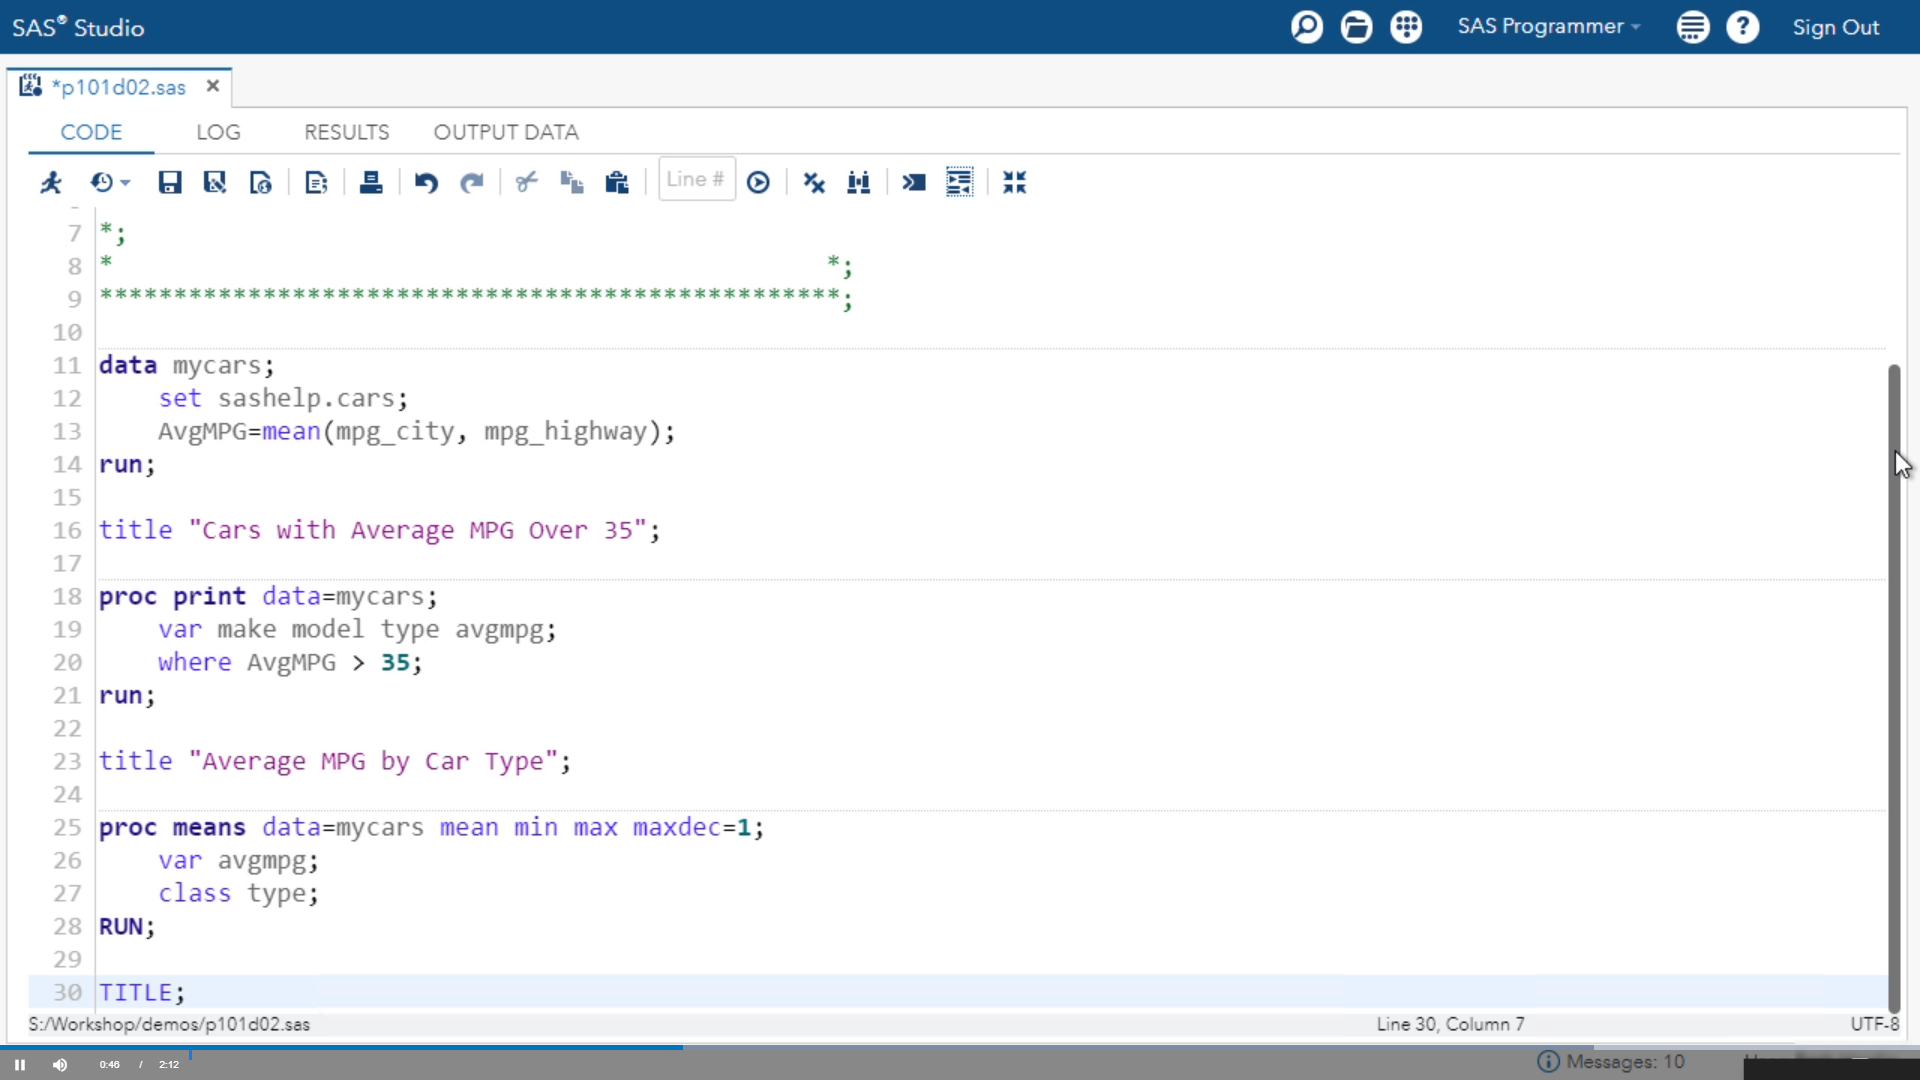 SAS® Studio
SAS Programmer
Sign Out
*p101d02.sas
CODE LOG RESULTS OUTPUT DATA
Line #
7 *;
8 * *;
9 **************************************************;
10
11 data mycars;
12 set sashelp.cars;
13 AvgMPG=mean(mpg_city, mpg_highway);
14 run;
15
16 title "Cars with Average MPG Over 35";
17
18 proc print data=mycars;
19 var make model type avgmpg;
20 where AvgMPG > 35;
21 run;
22
23 title "Average MPG by Car Type";
24
25 proc means data=mycars mean min max maxdec=1;
26 var avgmpg;
27 class type;
28 RUN;
29
30 TITLE;
S:/Workshop/demos/p101d02.sas Line 30, Column 7 UTF-8
0:46 / 2:12 Messages: 10